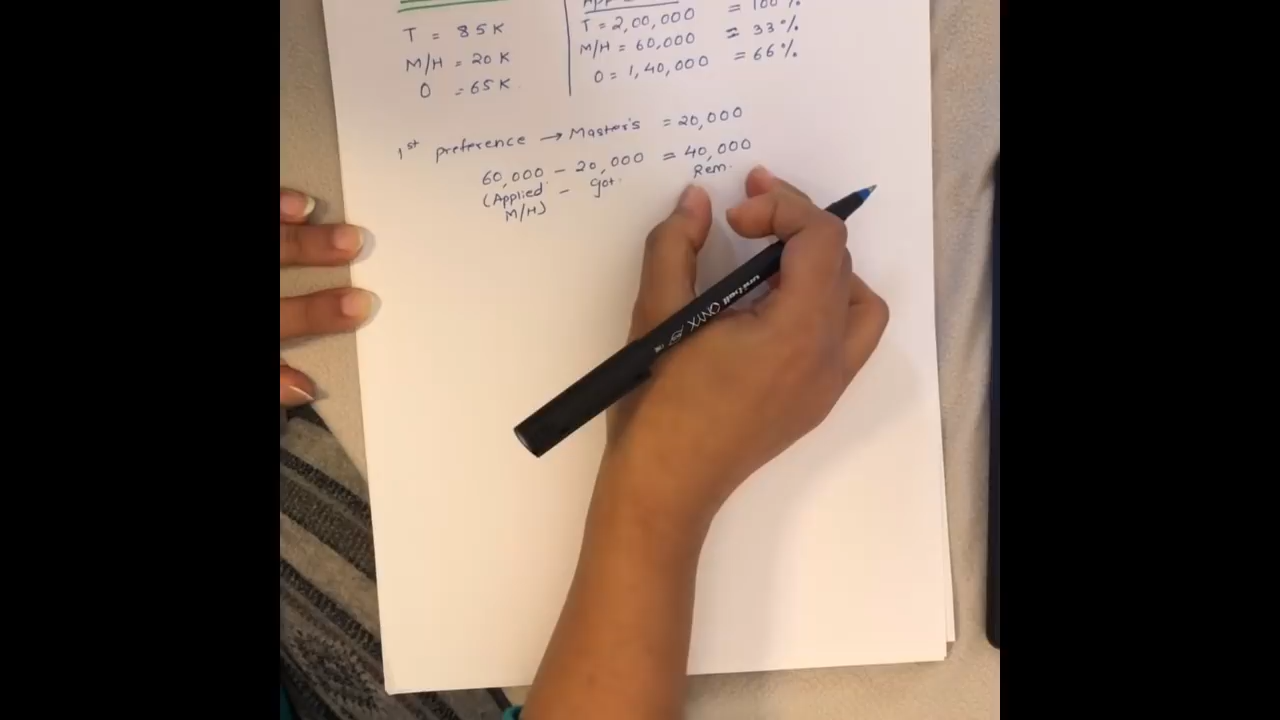 T = 85K
M/H = 20K
O = 65K
T = 2,00,000 = 100%
M/H = 60,000 = 33%
O = 1,40,000 = 66%
1st preference → Master's = 20,000
60,000 - 20,000 = 40,000
(Applied - Got. Rem.
M/H)
uni-ball ONYX